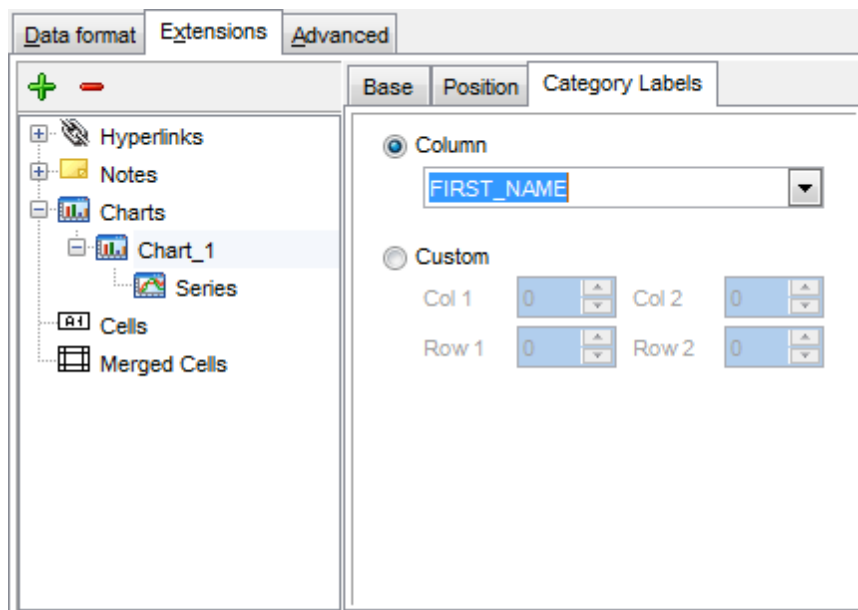 Data format Extensions Advanced
Base Position Category Labels
Hyperlinks
Notes
Charts
Chart_1
Series
Cells
Merged Cells
Column
FIRST_NAME
Custom
Col 1 0 Col 2 0
Row 1 0 Row 2 0